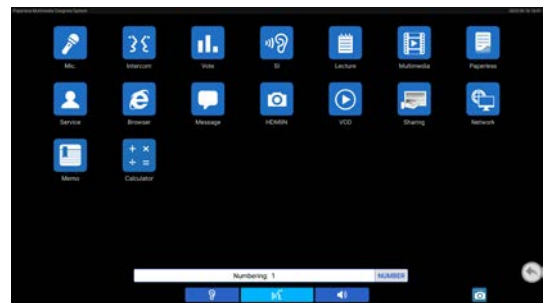 Paperless Multimedia Congress System
Mic.
Intercom
Vote
SI
Lecture
Multimedia
Paperless
Service
Browser
Message
HDMIIN
VOD
Sharing
Network
Memo
Calculator
Numbering: 1
NUMBER